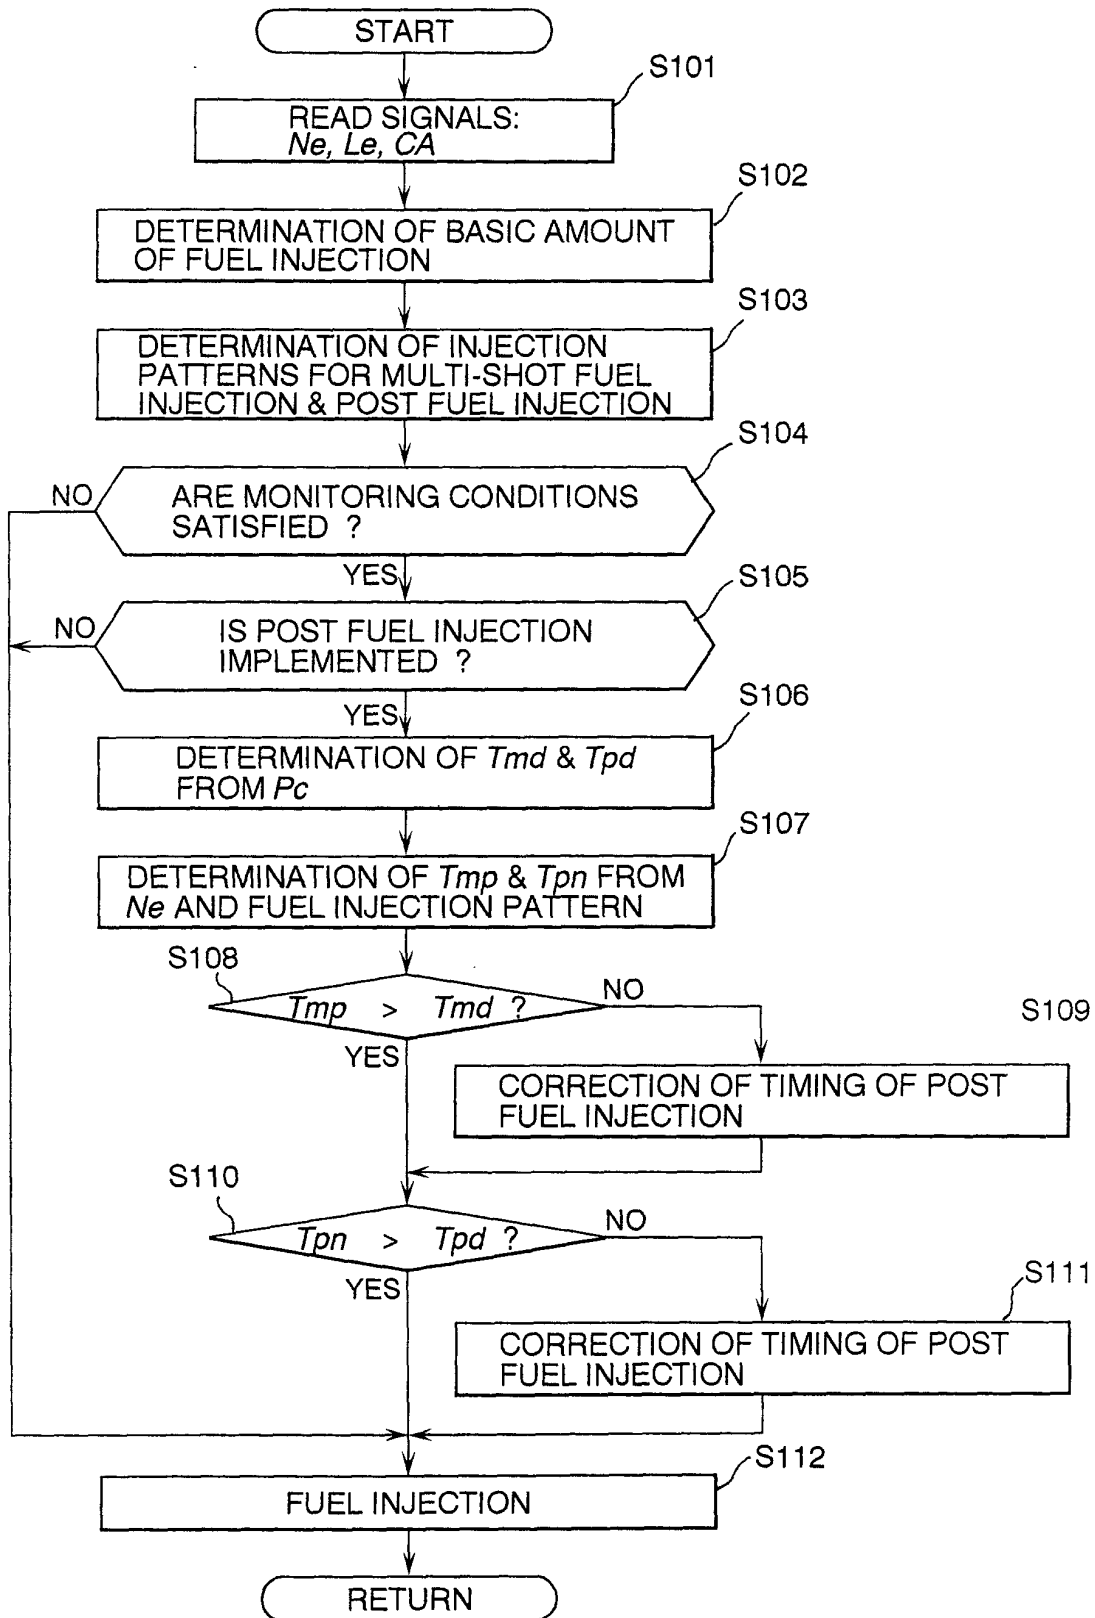 START
S101
READ SIGNALS:
Ne, Le, CA
S102
DETERMINATION OF BASIC AMOUNT
OF FUEL INJECTION
S103
DETERMINATION OF INJECTION
PATTERNS FOR MULTI-SHOT FUEL
INJECTION & POST FUEL INJECTION
S104
NO
ARE MONITORING CONDITIONS
SATISFIED ?
YES
S105
NO
IS POST FUEL INJECTION
IMPLEMENTED ?
YES
S106
DETERMINATION OF Tmd & Tpd
FROM Pc
S107
DETERMINATION OF Tmp & Tpn FROM
Ne AND FUEL INJECTION PATTERN
S108
Tmp > Tmd ?
NO
YES
S109
CORRECTION OF TIMING OF POST
FUEL INJECTION
S110
Tpn > Tpd ?
NO
YES
S111
CORRECTION OF TIMING OF POST
FUEL INJECTION
S112
FUEL INJECTION
RETURN